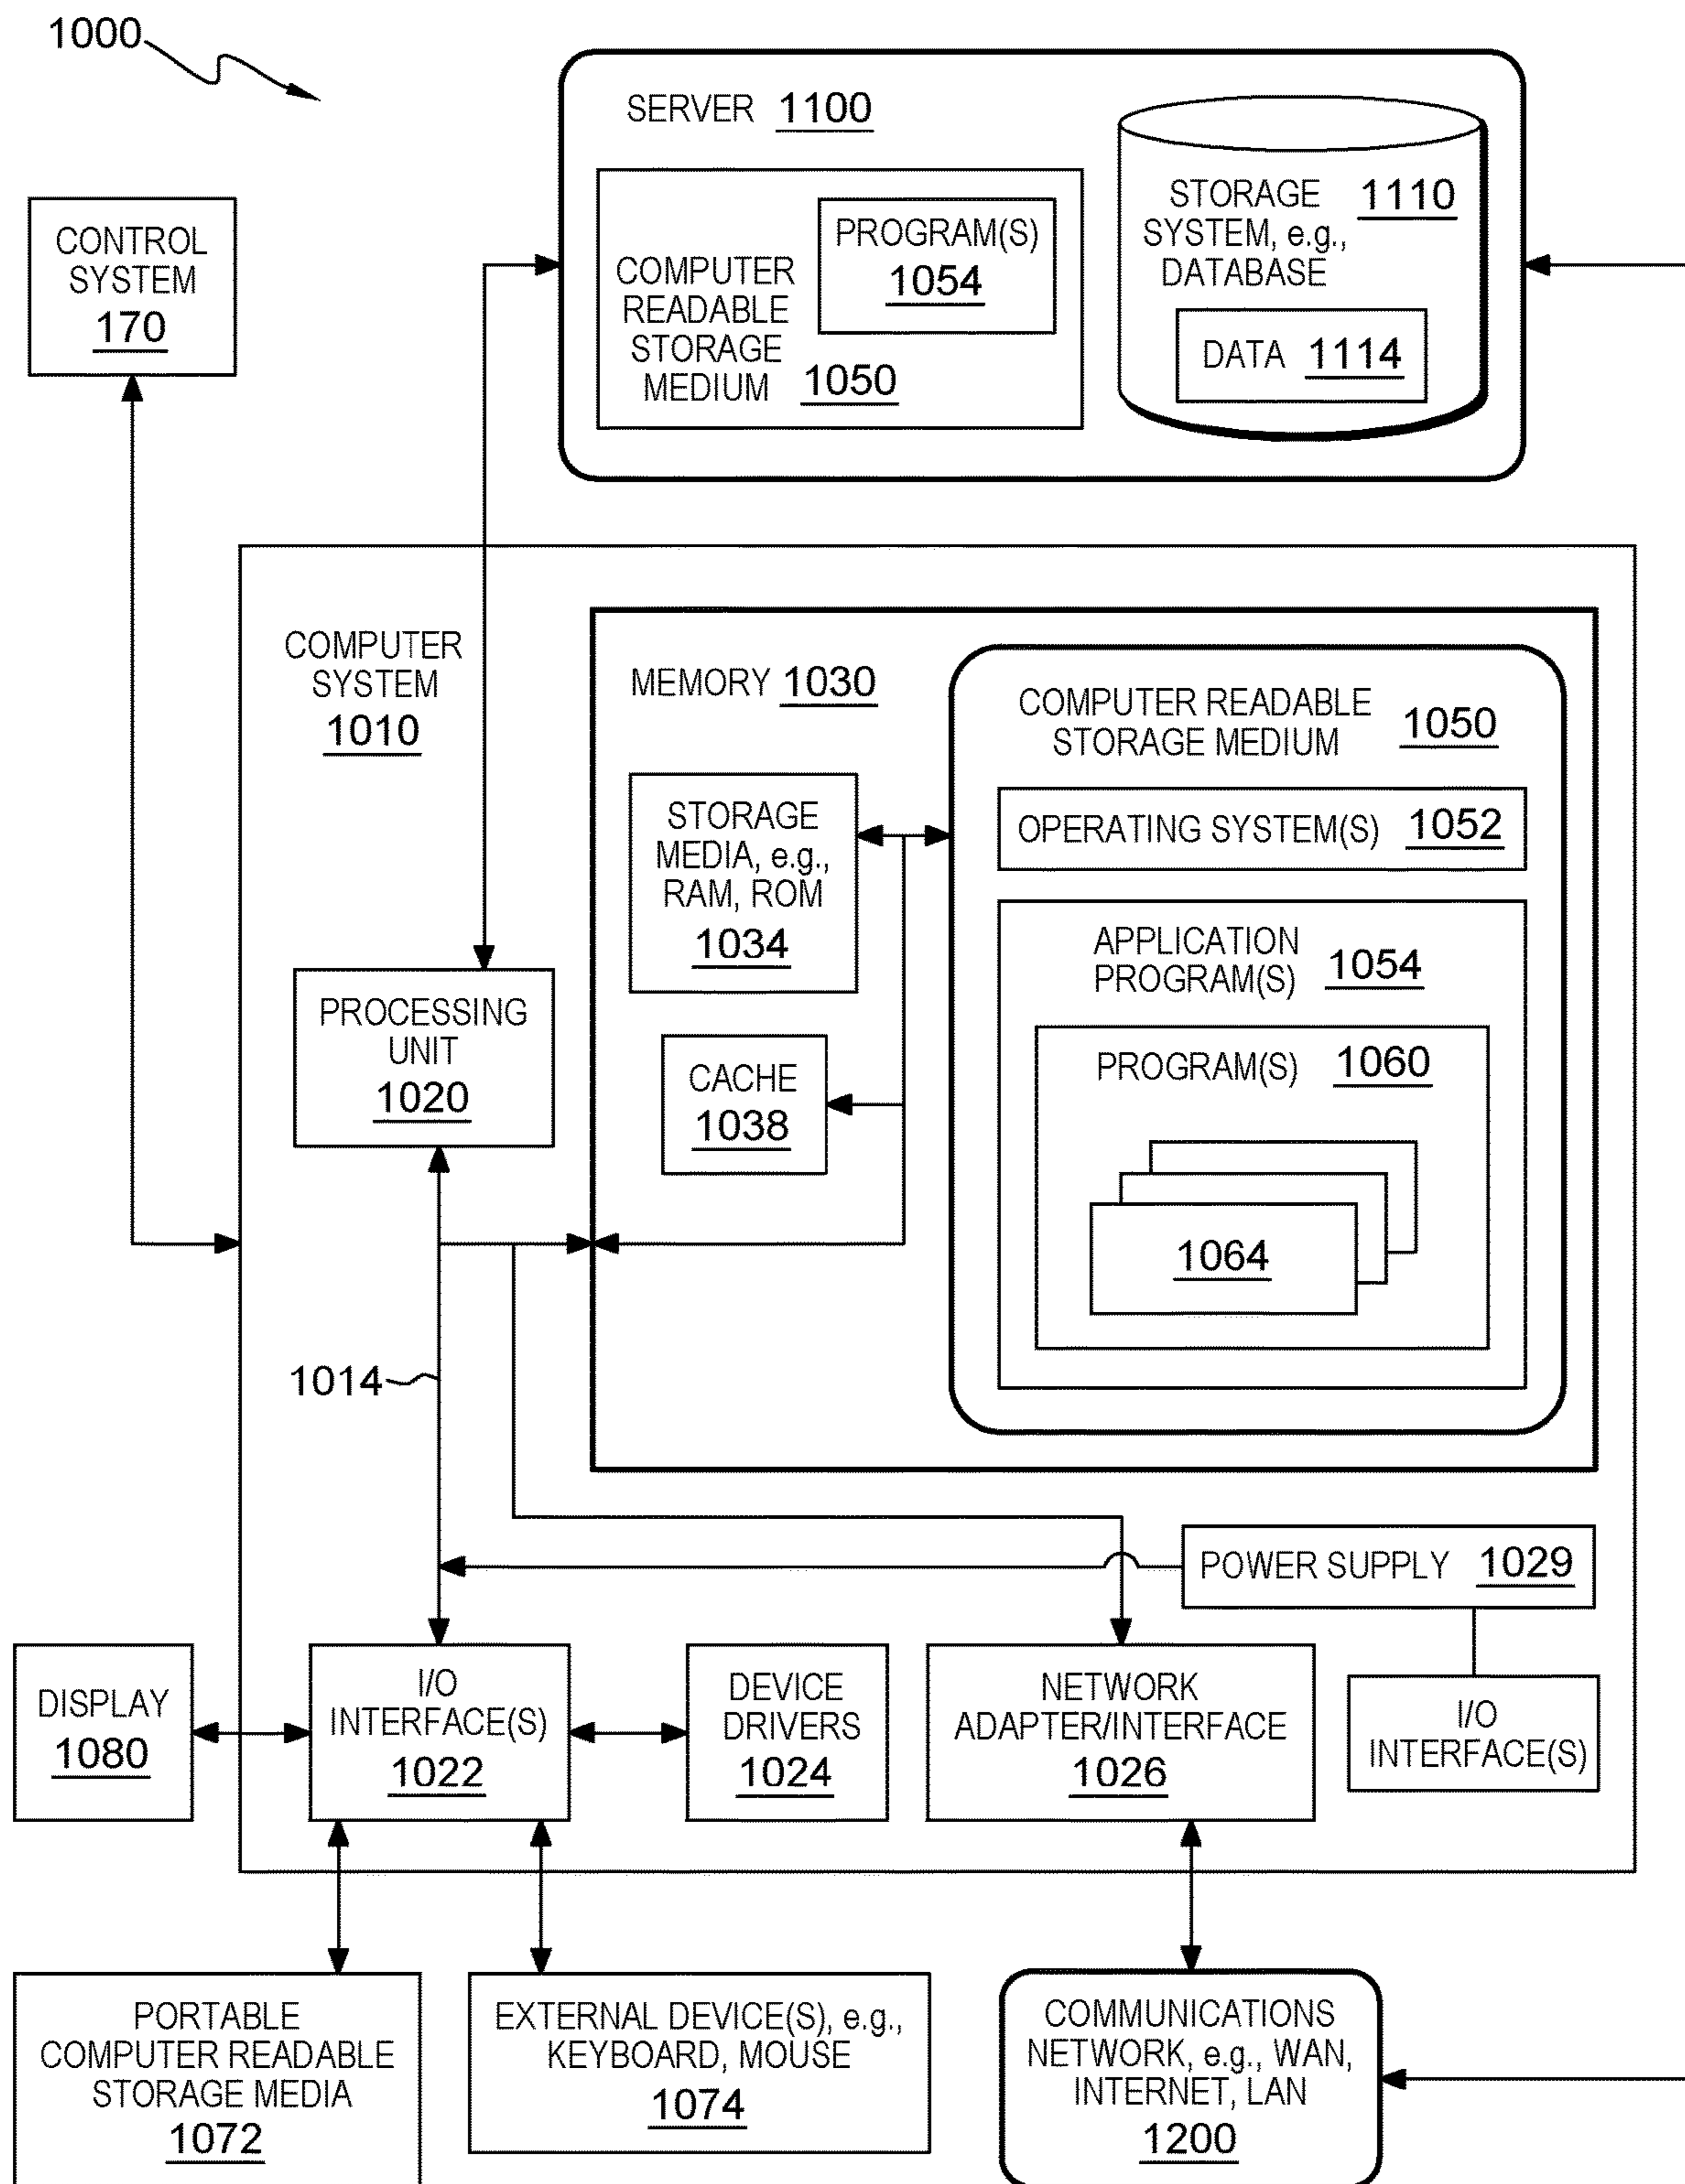 1000
SERVER 1100
COMPUTER
READABLE
STORAGE
MEDIUM 1050
PROGRAM(S)
1054
STORAGE 1110
SYSTEM, e.g.,
DATABASE
DATA 1114
CONTROL
SYSTEM
170
COMPUTER
SYSTEM
1010
MEMORY 1030
STORAGE
MEDIA, e.g.,
RAM, ROM
1034
CACHE
1038
COMPUTER READABLE
STORAGE MEDIUM 1050
OPERATING SYSTEM(S) 1052
APPLICATION
PROGRAM(S) 1054
PROGRAM(S) 1060
1064
PROCESSING
UNIT
1020
1014
POWER SUPPLY 1029
I/O
INTERFACE(S)
DISPLAY
1080
I/O
INTERFACE(S)
1022
DEVICE
DRIVERS
1024
NETWORK
ADAPTER/INTERFACE
1026
PORTABLE
COMPUTER READABLE
STORAGE MEDIA
1072
EXTERNAL DEVICE(S), e.g.,
KEYBOARD, MOUSE
1074
COMMUNICATIONS
NETWORK, e.g., WAN,
INTERNET, LAN
1200